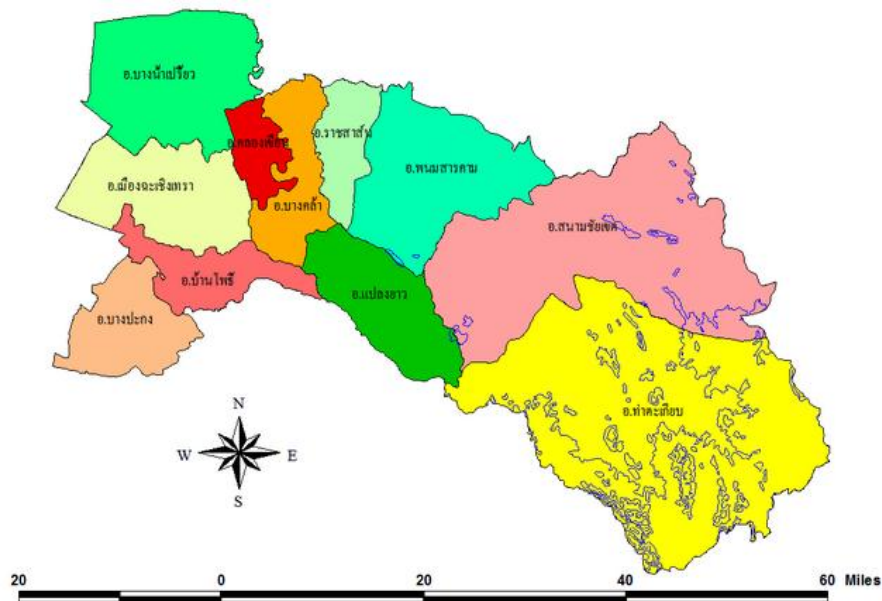 อ.บางน้ำเปรี้ยว
อ.คลองเขื่อน
อ.ราชสาส์น
อ.พนมสารคาม
อ.เมืองฉะเชิงเทรา
อ.บางคล้า
อ.สนามชัยเขต
อ.บ้านโพธิ์
อ.แปลงยาว
อ.บางปะกง
อ.ท่าตะเกียบ
N
W E
S
20 0 20 40 60 Miles